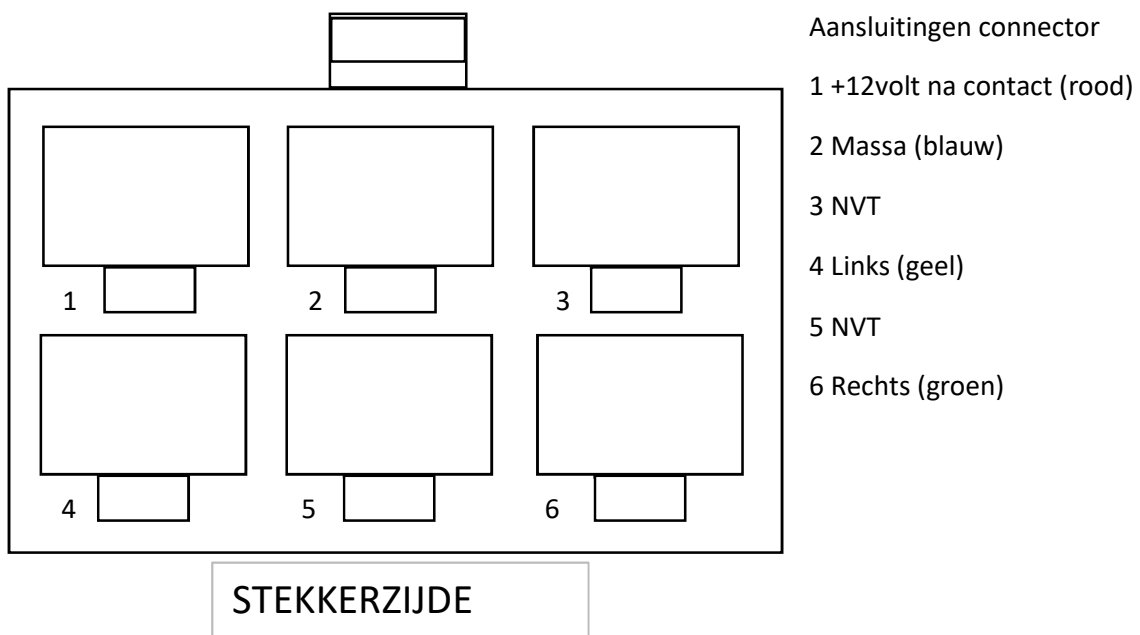 Aansluitingen connector
1 +12volt na contact (rood)
2 Massa (blauw)
3 NVT
4 Links (geel)
5 NVT
6 Rechts (groen)
1 2 3
4 5 6
STEKKERZIJDE